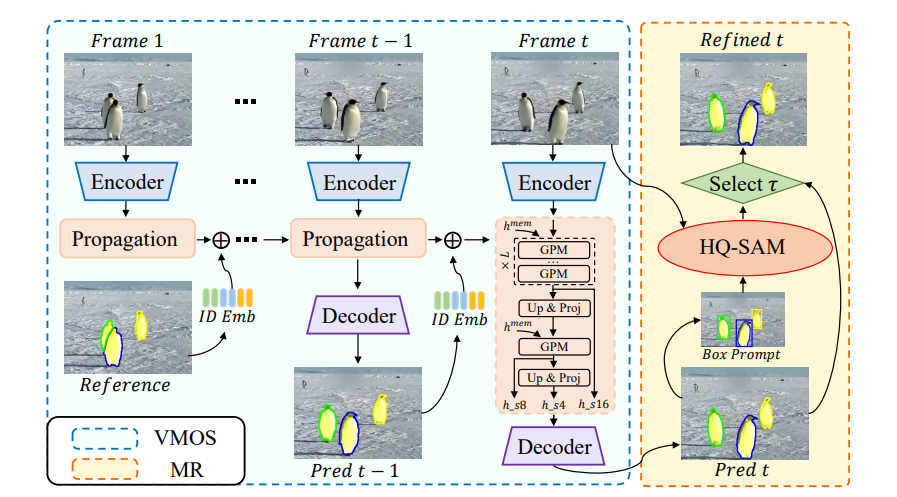 Frame 1
Frame t − 1
Frame t
Refined t
Encoder
Encoder
Encoder
Select τ
Propagation
Propagation
h^mem
GPM
...
GPM
L ×
HQ-SAM
ID Emb
Decoder
ID Emb
Up & Proj
h^mem
GPM
Up & Proj
h_s8
h_s4
h_s16
Box Prompt
Reference
Decoder
Pred t − 1
Pred t
VMOS
MR